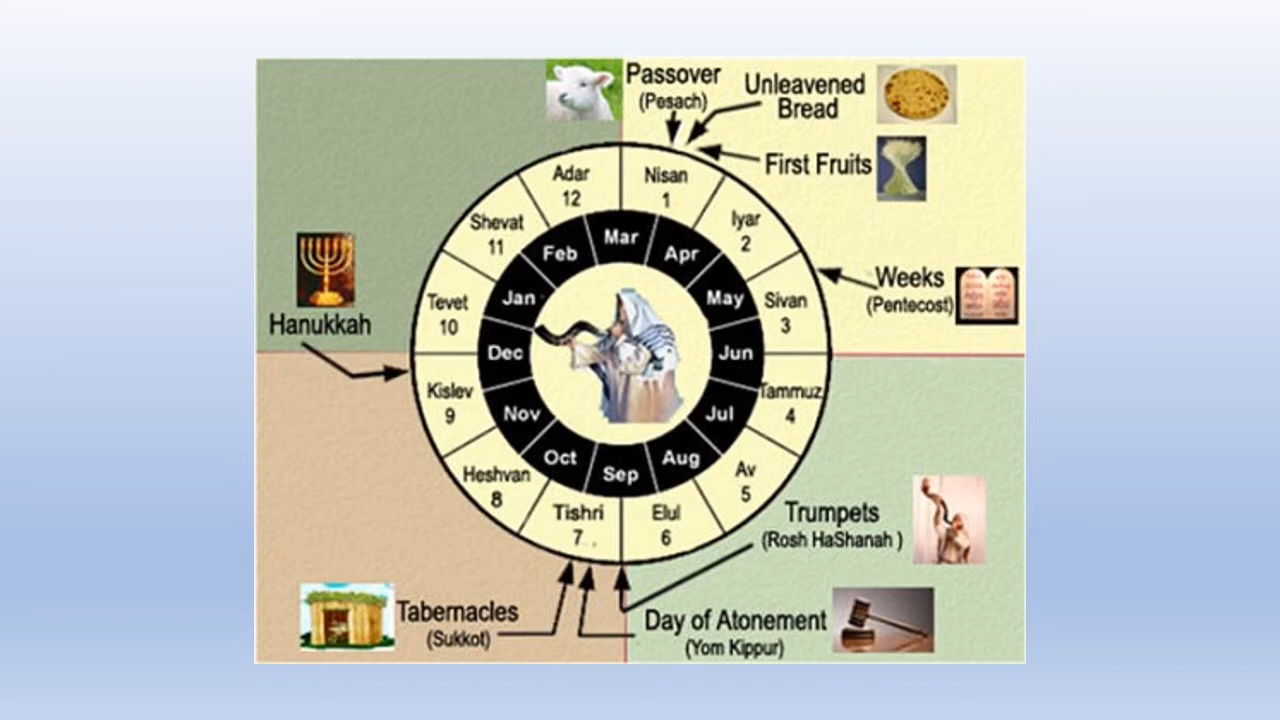 Passover
(Pesach)
Unleavened
Bread
First Fruits
Weeks
(Pentecost)
Hanukkah
Nisan
1
Iyar
2
Sivan
3
Tammuz
4
Av
5
Elul
6
Tishri
7
Heshvan
8
Kislev
9
Tevet
10
Shevat
11
Adar
12
Mar
Apr
May
Jun
Jul
Aug
Sep
Oct
Nov
Dec
Jan
Feb
Trumpets
(Rosh HaShanah )
Day of Atonement
(Yom Kippur)
Tabernacles
(Sukkot)